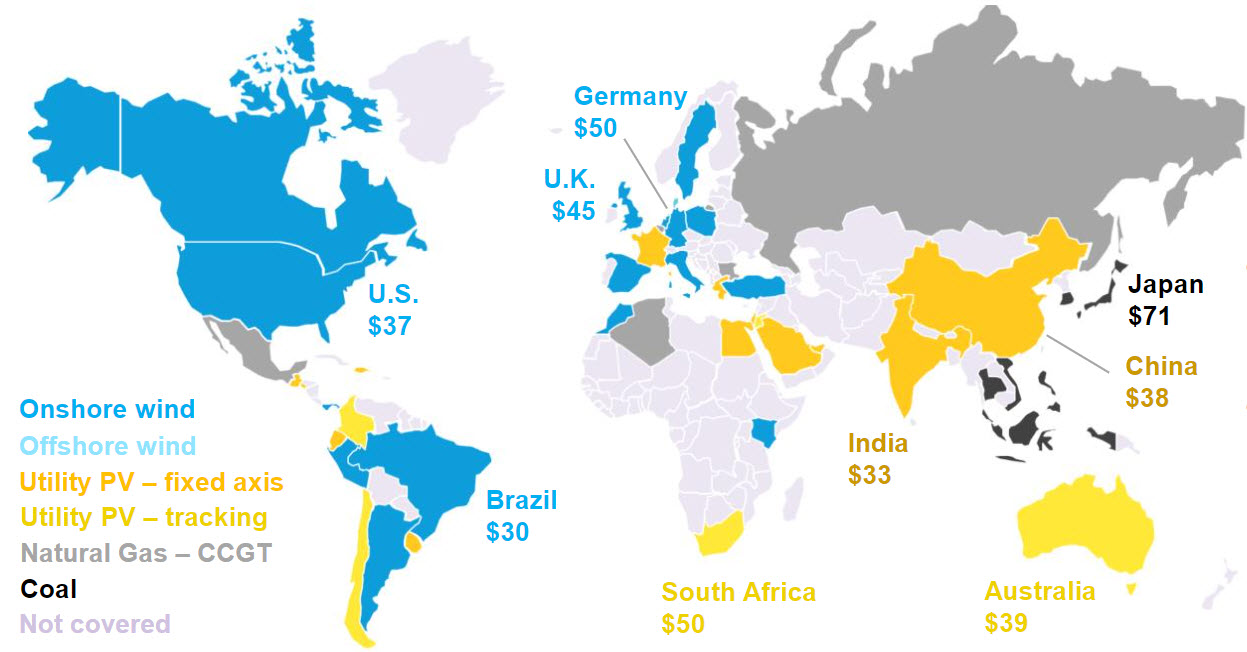 Germany
$50
U.K.
$45
U.S.
$37
Japan
$71
China
$38
India
$33
Brazil
$30
South Africa
$50
Australia
$39
Onshore wind
Offshore wind
Utility PV – fixed axis
Utility PV – tracking
Natural Gas – CCGT
Coal
Not covered